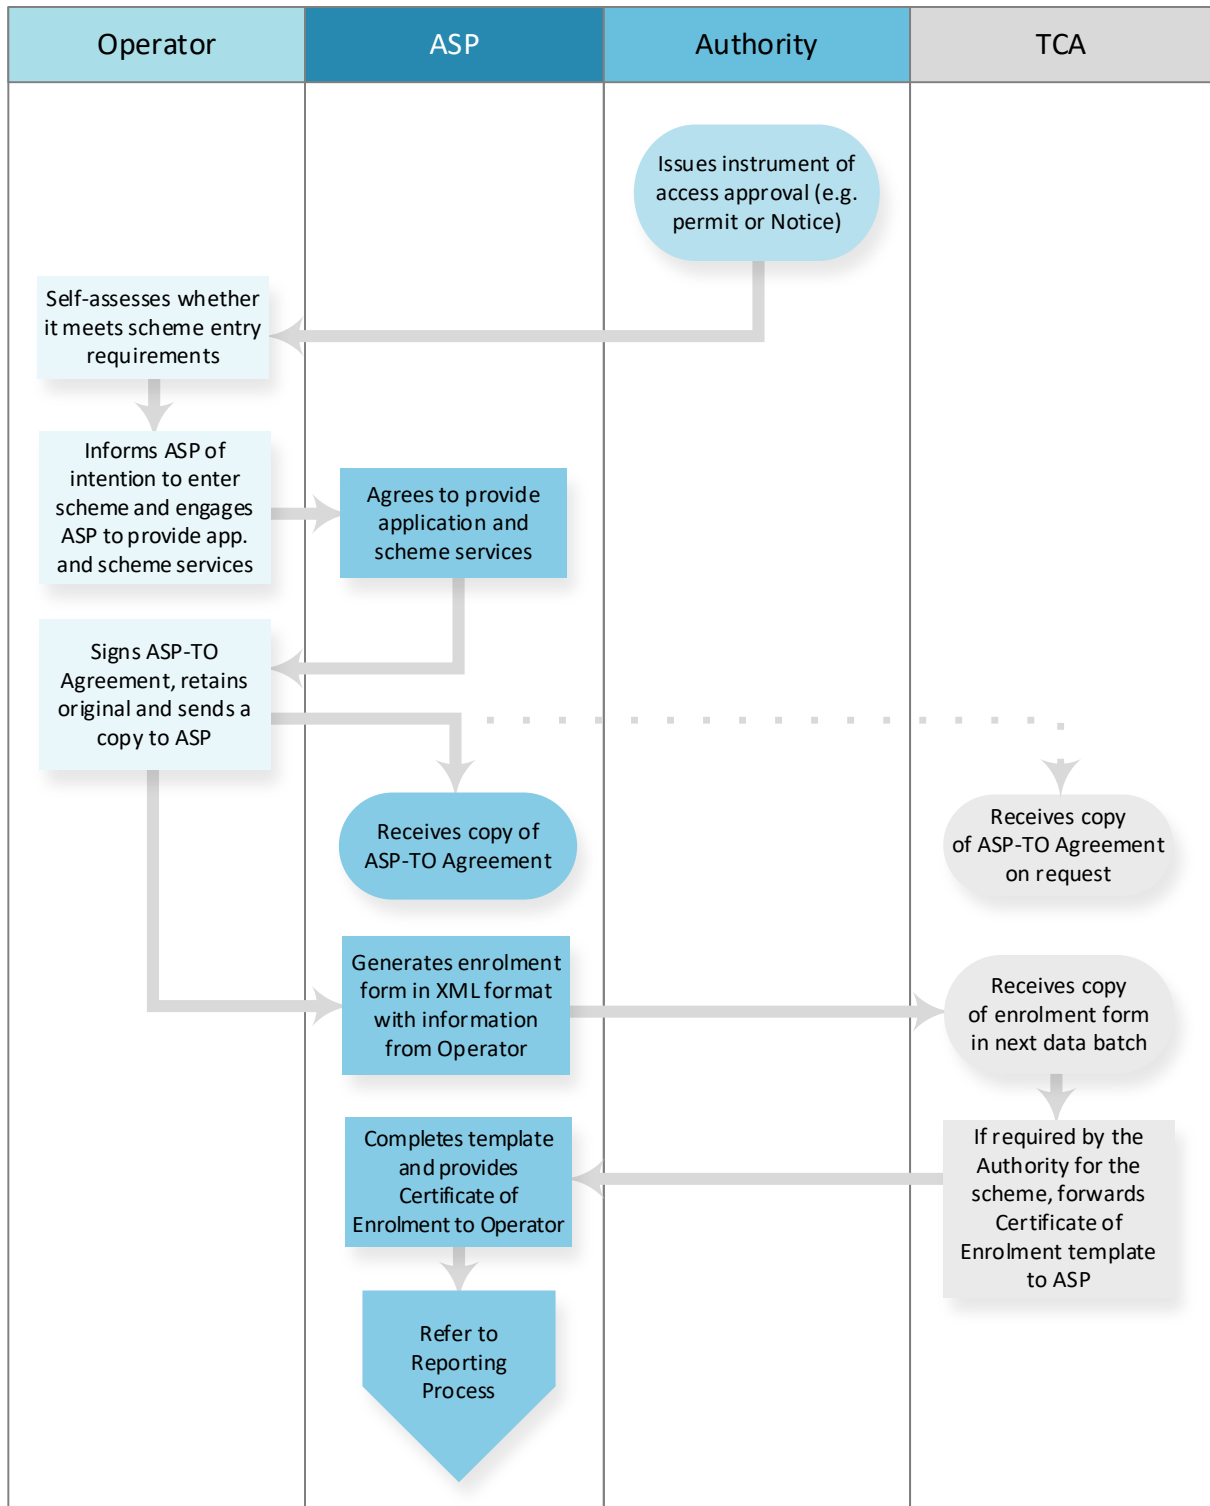 Operator
ASP
Authority
TCA
Issues instrument of
access approval (e.g.
permit or Notice)
Self-assesses whether
it meets scheme entry
requirements
Informs ASP of
intention to enter
scheme and engages
ASP to provide app.
and scheme services
Agrees to provide
application and
scheme services
Signs ASP-TO
Agreement, retains
original and sends a
copy to ASP
Receives copy of
ASP-TO Agreement
Receives copy
of ASP-TO Agreement
on request
Generates enrolment
form in XML format
with information
from Operator
Receives copy
of enrolment form
in next data batch
Completes template
and provides
Certificate of
Enrolment to Operator
If required by the
Authority for the
scheme, forwards
Certificate of
Enrolment template
to ASP
Refer to
Reporting
Process